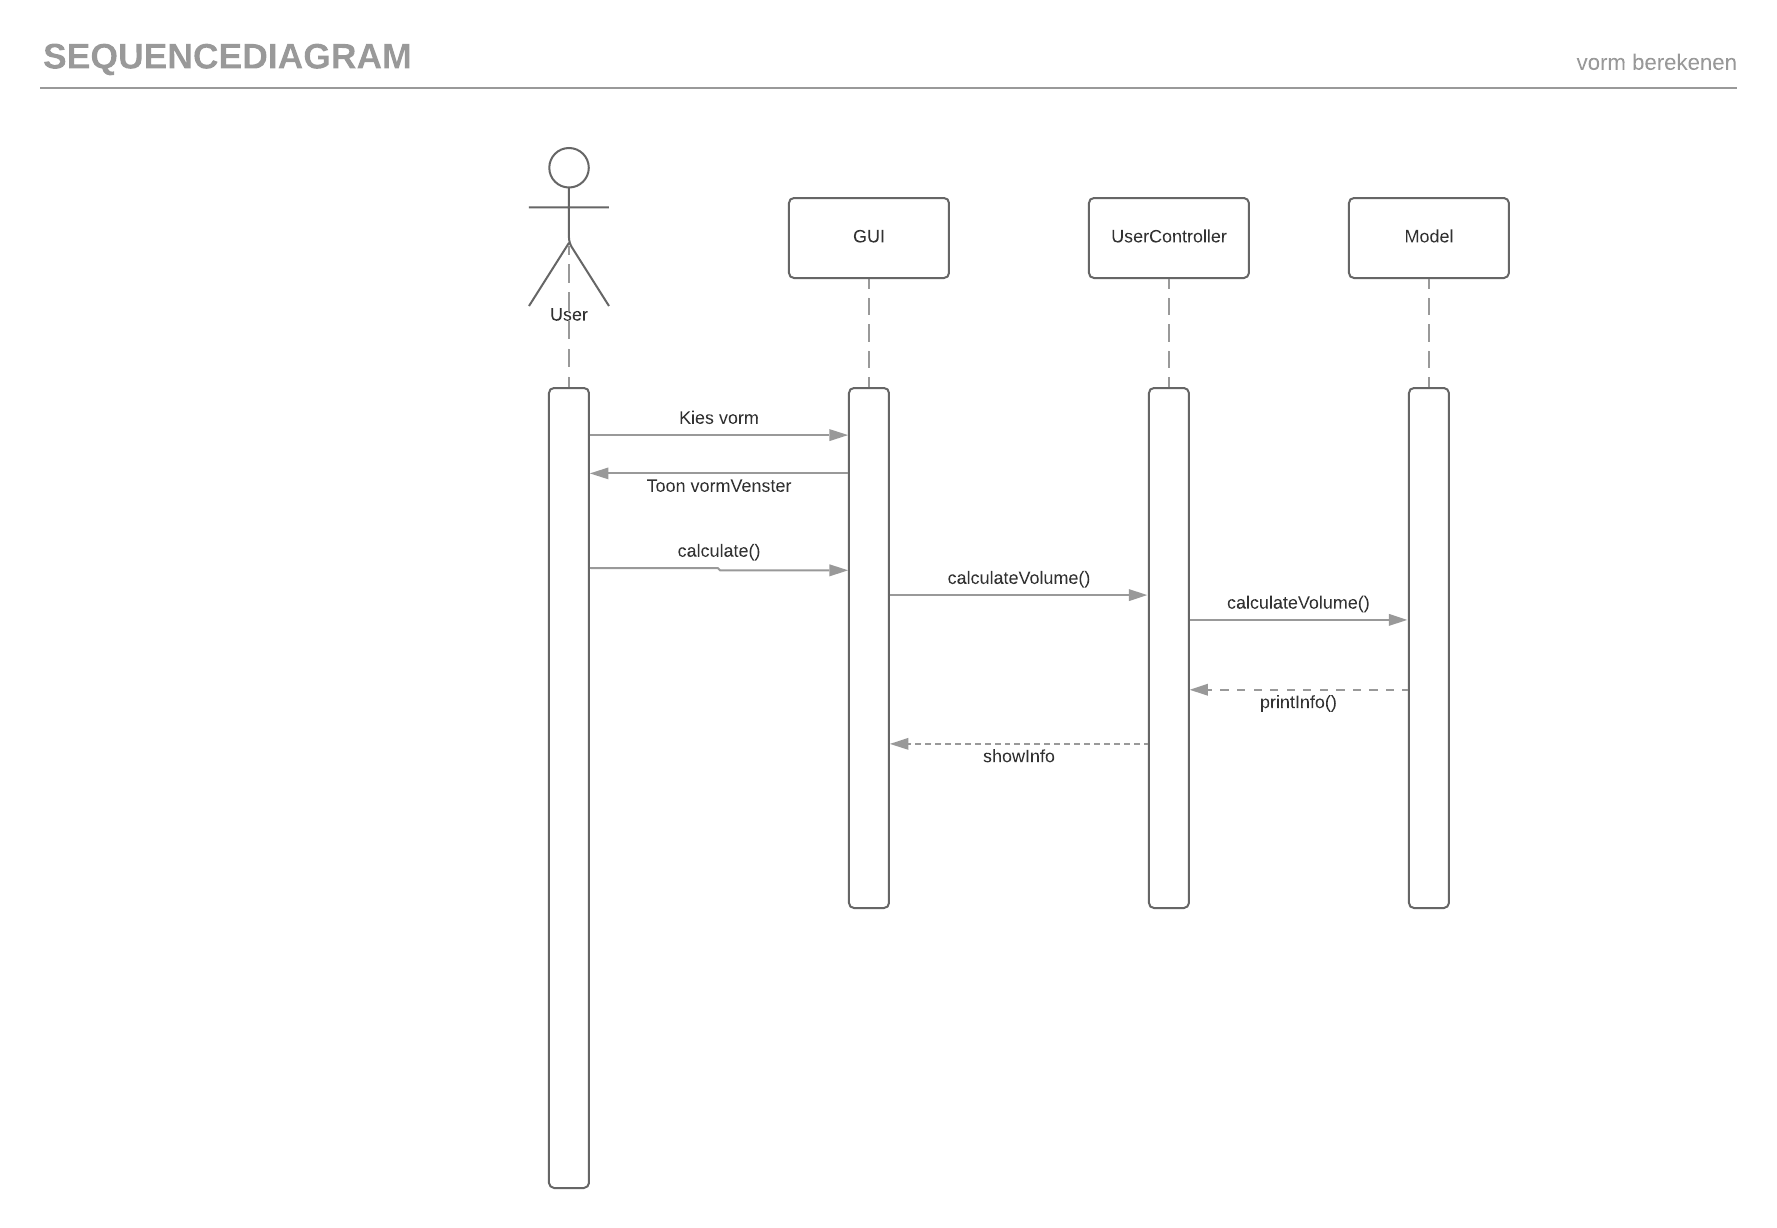 SEQUENCEDIAGRAM
vorm berekenen
User
GUI
UserController
Model
Kies vorm
Toon vormVenster
calculate()
calculateVolume()
calculateVolume()
printInfo()
showInfo